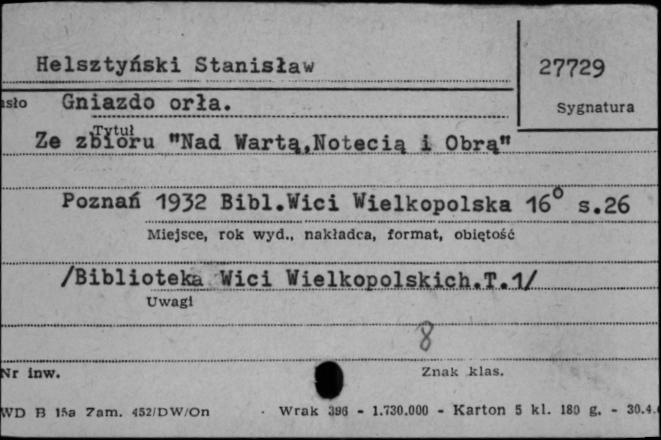 Helsztyński Stanisław
27729
Sygnatura
asło Gniazdo orła.
Tytuł
Ze zbioru "Nad Wartą,Notecią i Obrą"
Poznań 1932 Bibl.Wici Wielkopolska 16° s.26
Miejsce, rok wyd., nakładca, format, objętość
/Biblioteka Wici Wielkopolskich.T.1/
Uwagi
8
Nr inw.
Znak klas.
WD B 15a Zam. 452/DW/On - Wrak 396 - 1.730.000 - Karton 5 kl. 180 g. - 30.4.